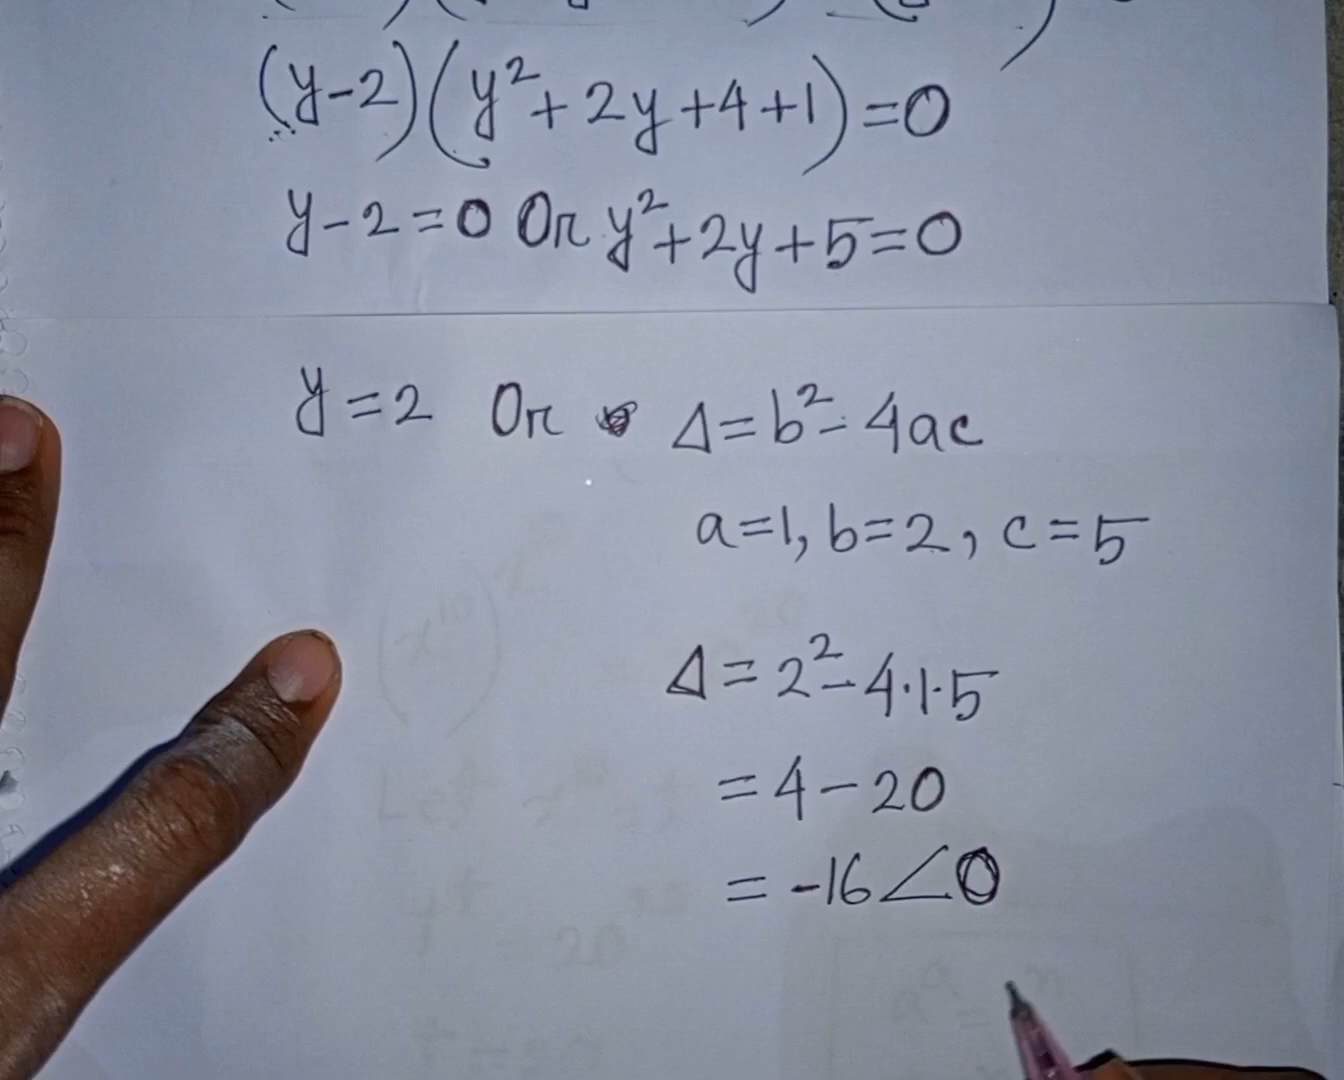 (y-2)(y²+2y+4+1)=0
y-2=0 Or y²+2y+5=0
y=2 Or Δ=b²-4ac
a=1, b=2, c=5
Δ=2²-4·1·5
=4-20
=-16<0